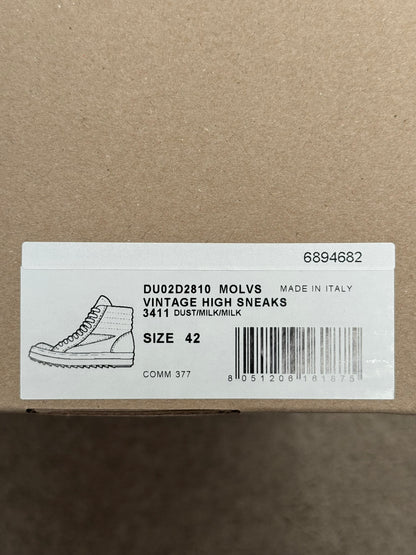 6894682
DU02D2810 MOLVS MADE IN ITALY
VINTAGE HIGH SNEAKS
3411 DUST/MILK/MILK
SIZE 42
COMM 377
8 051206 161875